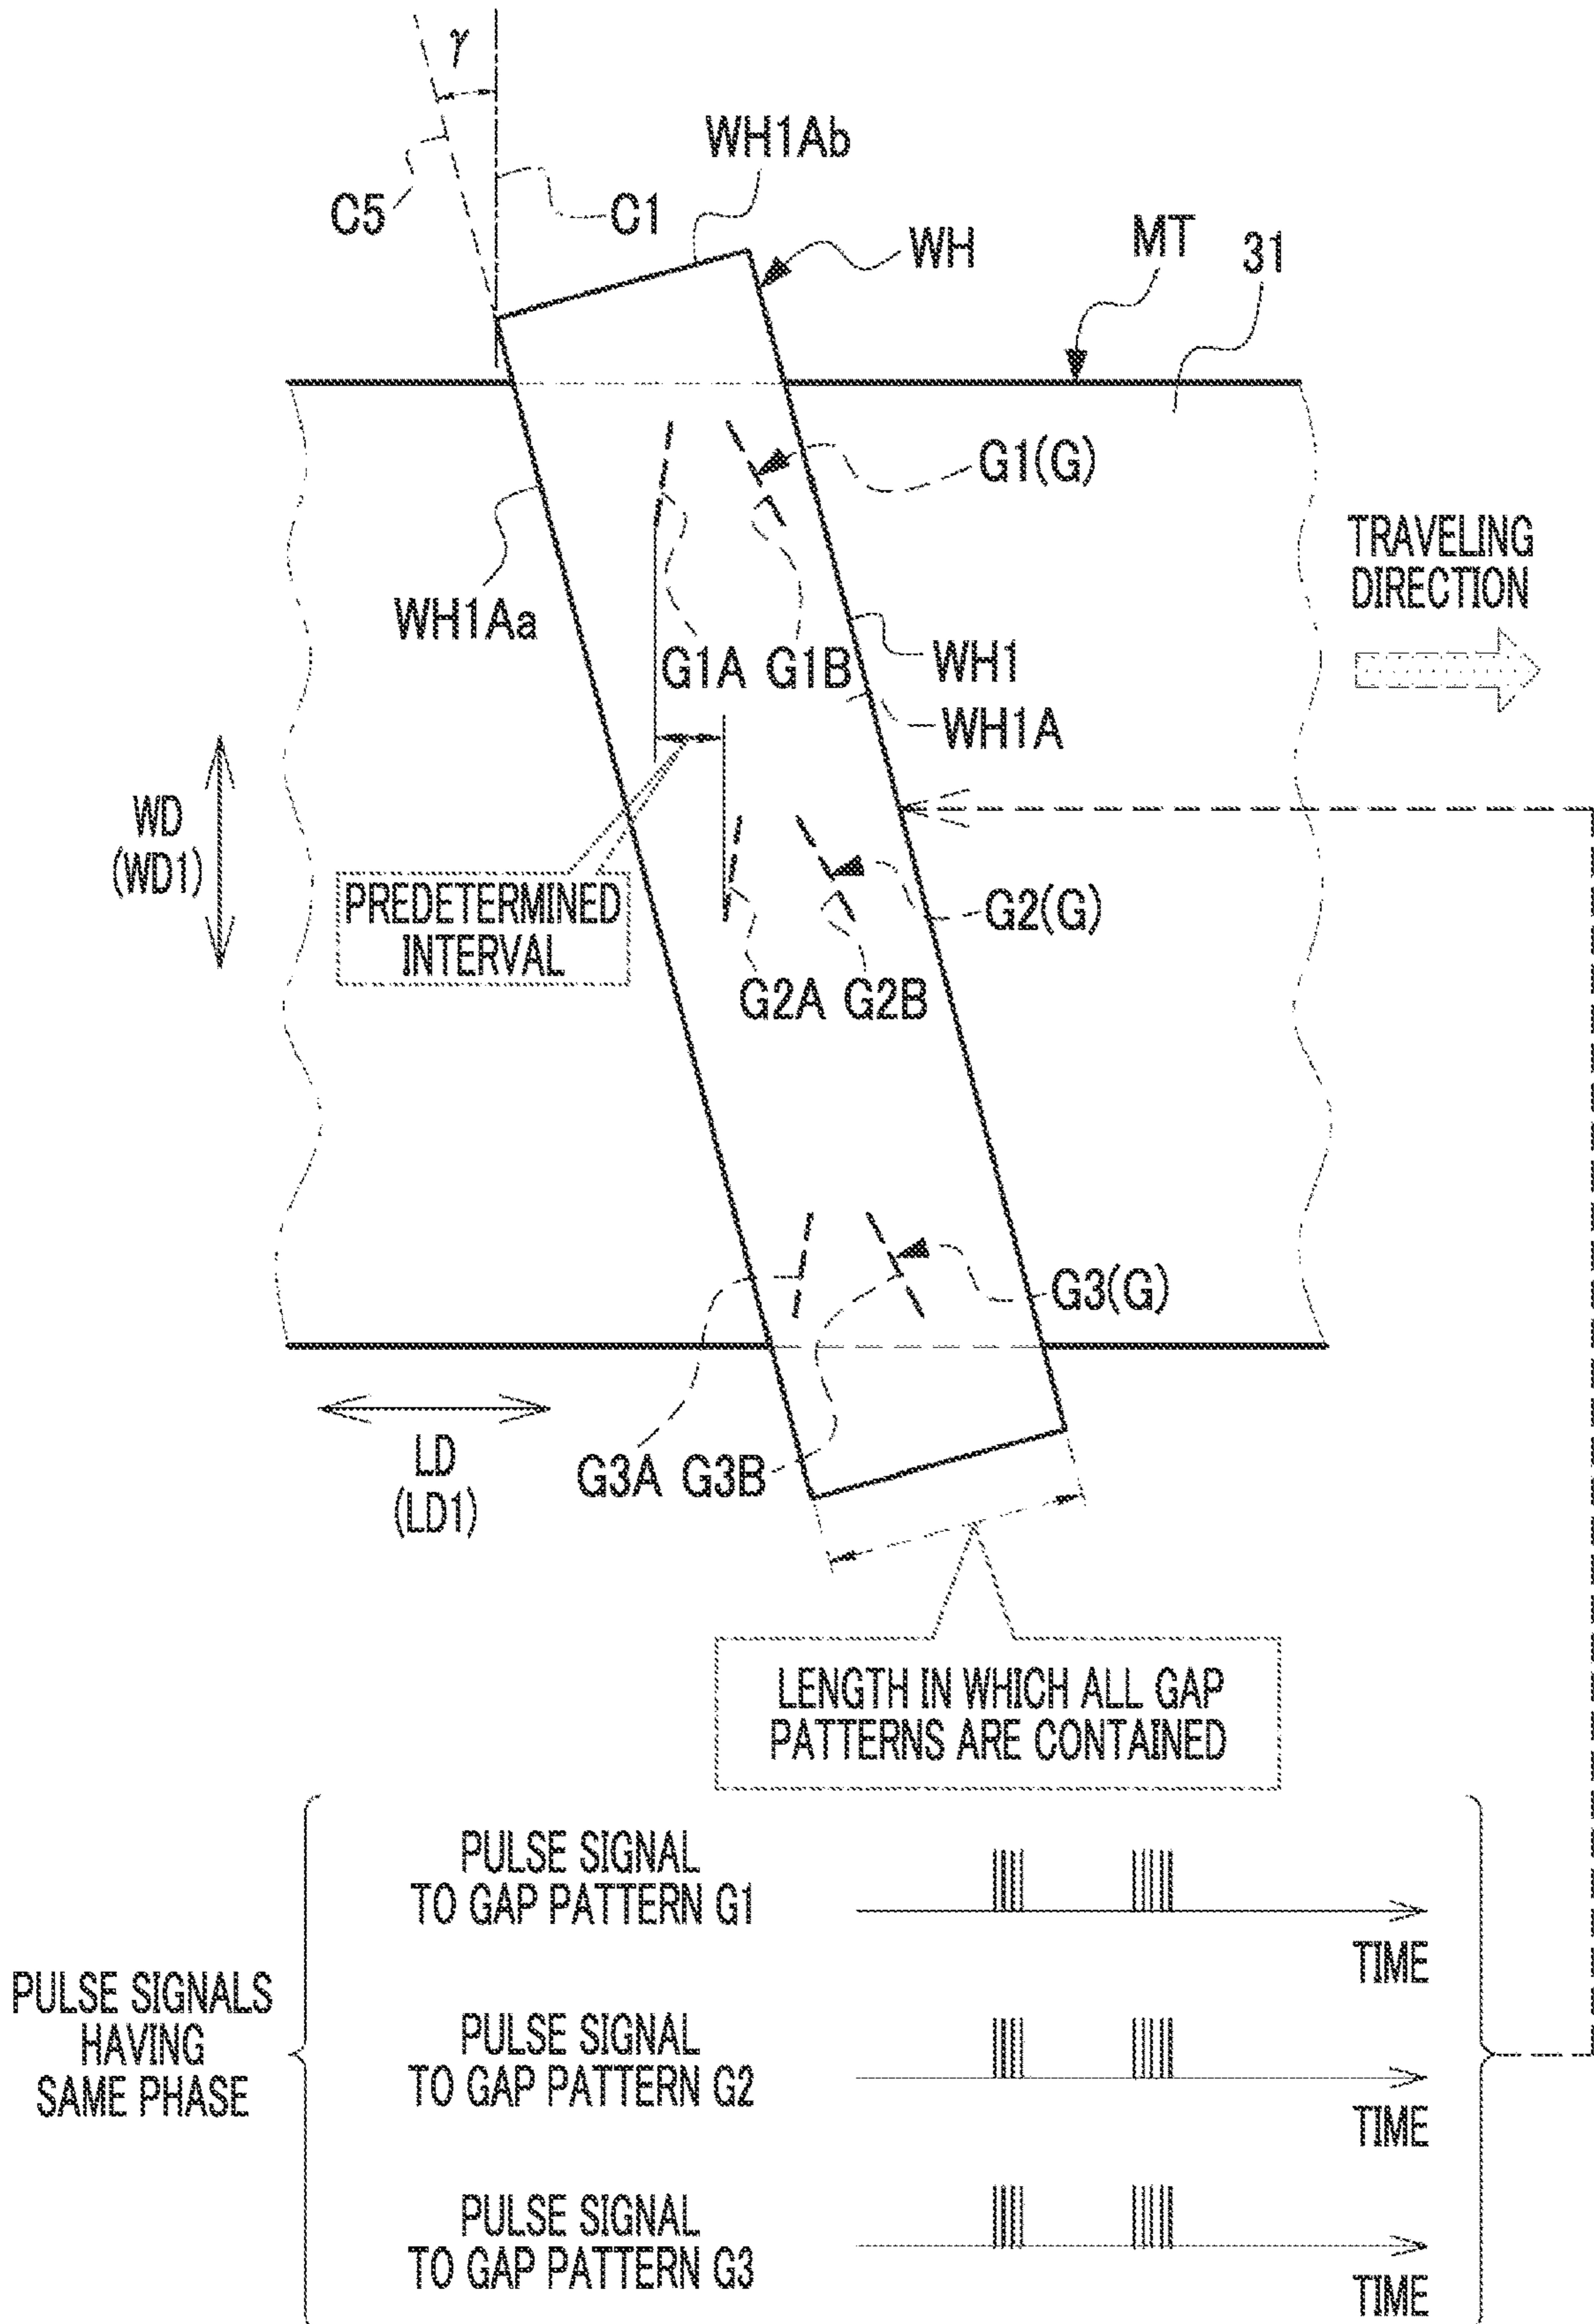 γ
WH1Ab
C5
C1
WH
MT
31
G1(G)
TRAVELING
DIRECTION
WH1Aa
G1A G1B
WH1
WH1A
WD
(WD1)
PREDETERMINED
INTERVAL
G2(G)
G2A G2B
G3(G)
LD
(LD1)
G3A G3B
LENGTH IN WHICH ALL GAP
PATTERNS ARE CONTAINED
PULSE SIGNAL
TO GAP PATTERN G1
TIME
PULSE SIGNALS
HAVING
SAME PHASE
PULSE SIGNAL
TO GAP PATTERN G2
TIME
PULSE SIGNAL
TO GAP PATTERN G3
TIME